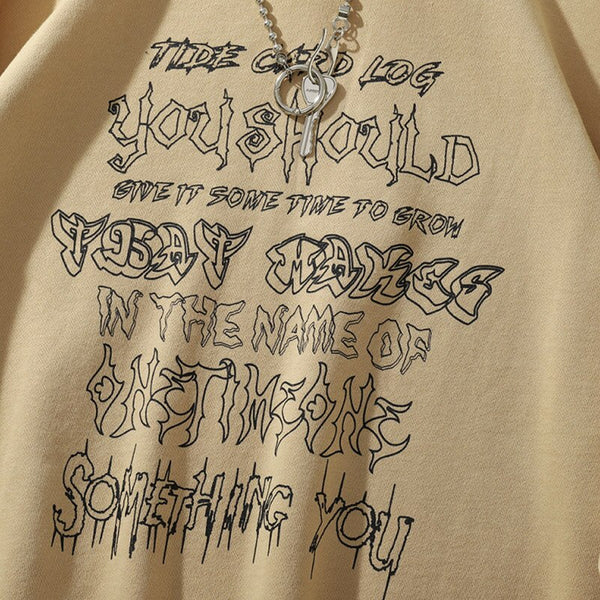 TIDE CARD LOG
YOU SHOULD
GIVE IT SOME TIME TO GROW
THAT MAKES
IN THE NAME OF
ONETIMEONE
SOMETHING YOU